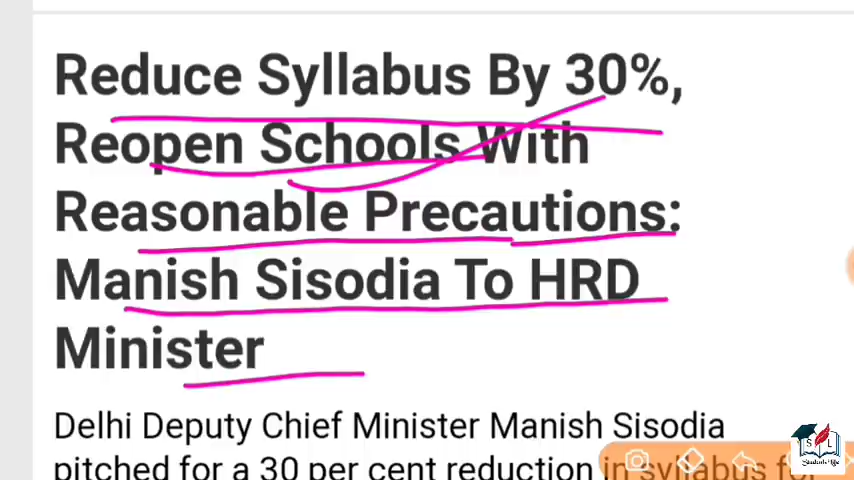 Reduce Syllabus By 30%,
Reopen Schools With
Reasonable Precautions:
Manish Sisodia To HRD
Minister
Delhi Deputy Chief Minister Manish Sisodia
pitched for a 30 per cent reduction in syllabus for
S L